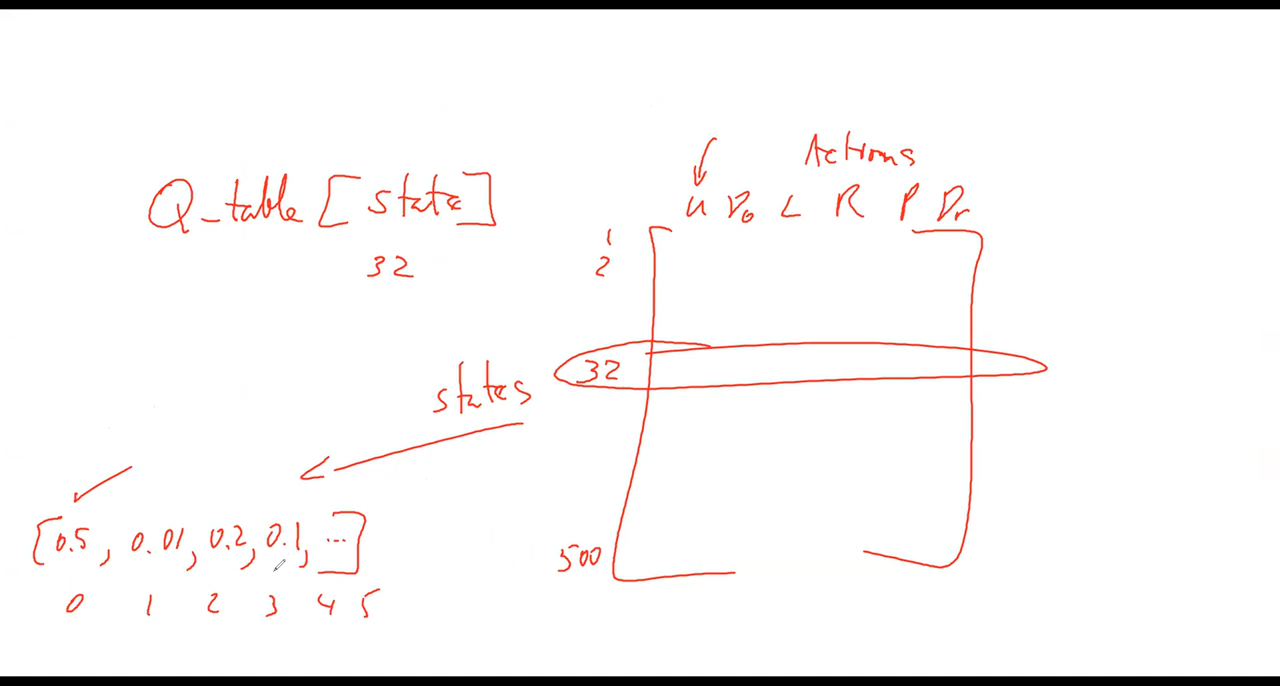 Actions
U Do L R P Dr
Q_table[state]
32
1
2
32
states
[0.5, 0.01, 0.2, 0.1, ...]
500
0 1 2 3 4 5